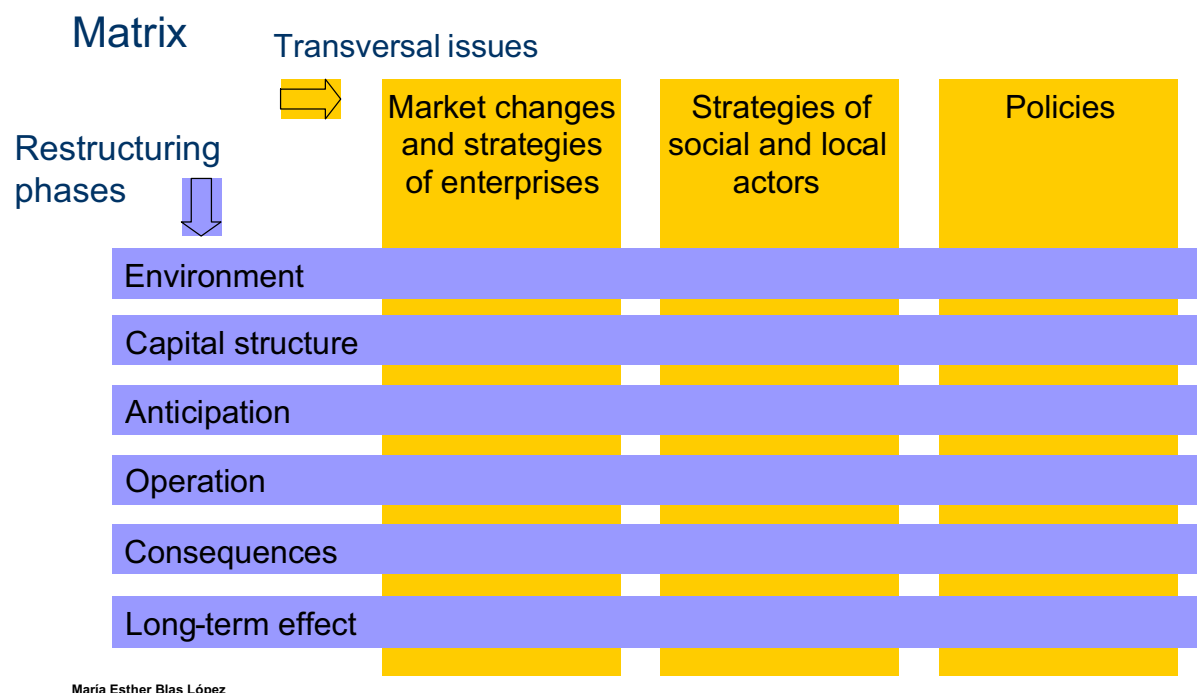 Matrix
Transversal issues
Market changes
and strategies
of enterprises
Strategies of
social and local
actors
Policies
Restructuring
phases
Environment
Capital structure
Anticipation
Operation
Consequences
Long-term effect
María Esther Blas López